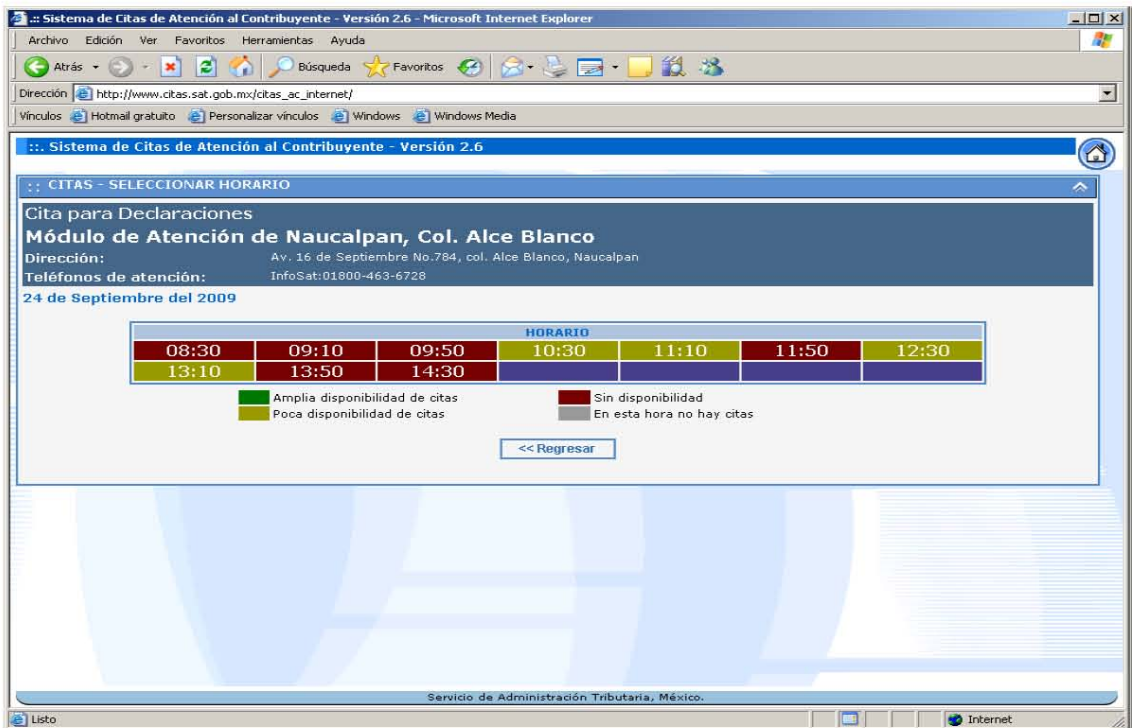 .:: Sistema de Citas de Atención al Contribuyente - Versión 2.6 - Microsoft Internet Explorer
Archivo Edición Ver Favoritos Herramientas Ayuda
Atrás Búsqueda Favoritos
Dirección http://www.citas.sat.gob.mx/citas_ac_internet/
Vínculos Hotmail gratuito Personalizar vínculos Windows Windows Media
::. Sistema de Citas de Atención al Contribuyente - Versión 2.6
:: CITAS - SELECCIONAR HORARIO
Cita para Declaraciones
Módulo de Atención de Naucalpan, Col. Alce Blanco
Dirección: Av. 16 de Septiembre No.784, col. Alce Blanco, Naucalpan
Teléfonos de atención: InfoSat:01800-463-6728
24 de Septiembre del 2009
HORARIO
08:30 09:10 09:50 10:30 11:10 11:50 12:30
13:10 13:50 14:30
Amplia disponibilidad de citas Sin disponibilidad
Poca disponibilidad de citas En esta hora no hay citas
<< Regresar
Servicio de Administración Tributaria, México.
Listo Internet